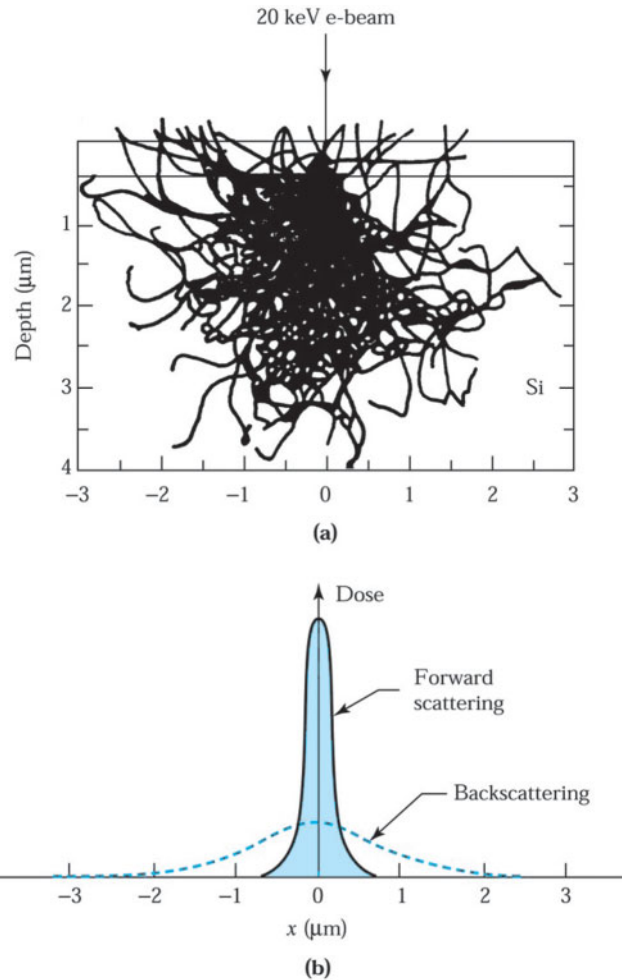 20 keV e-beam
Depth (μm)
1
2
3
4
Si
−3 −2 −1 0 1 2 3
(a)
Dose
Forward
scattering
Backscattering
−3 −2 −1 0 1 2 3
x (μm)
(b)